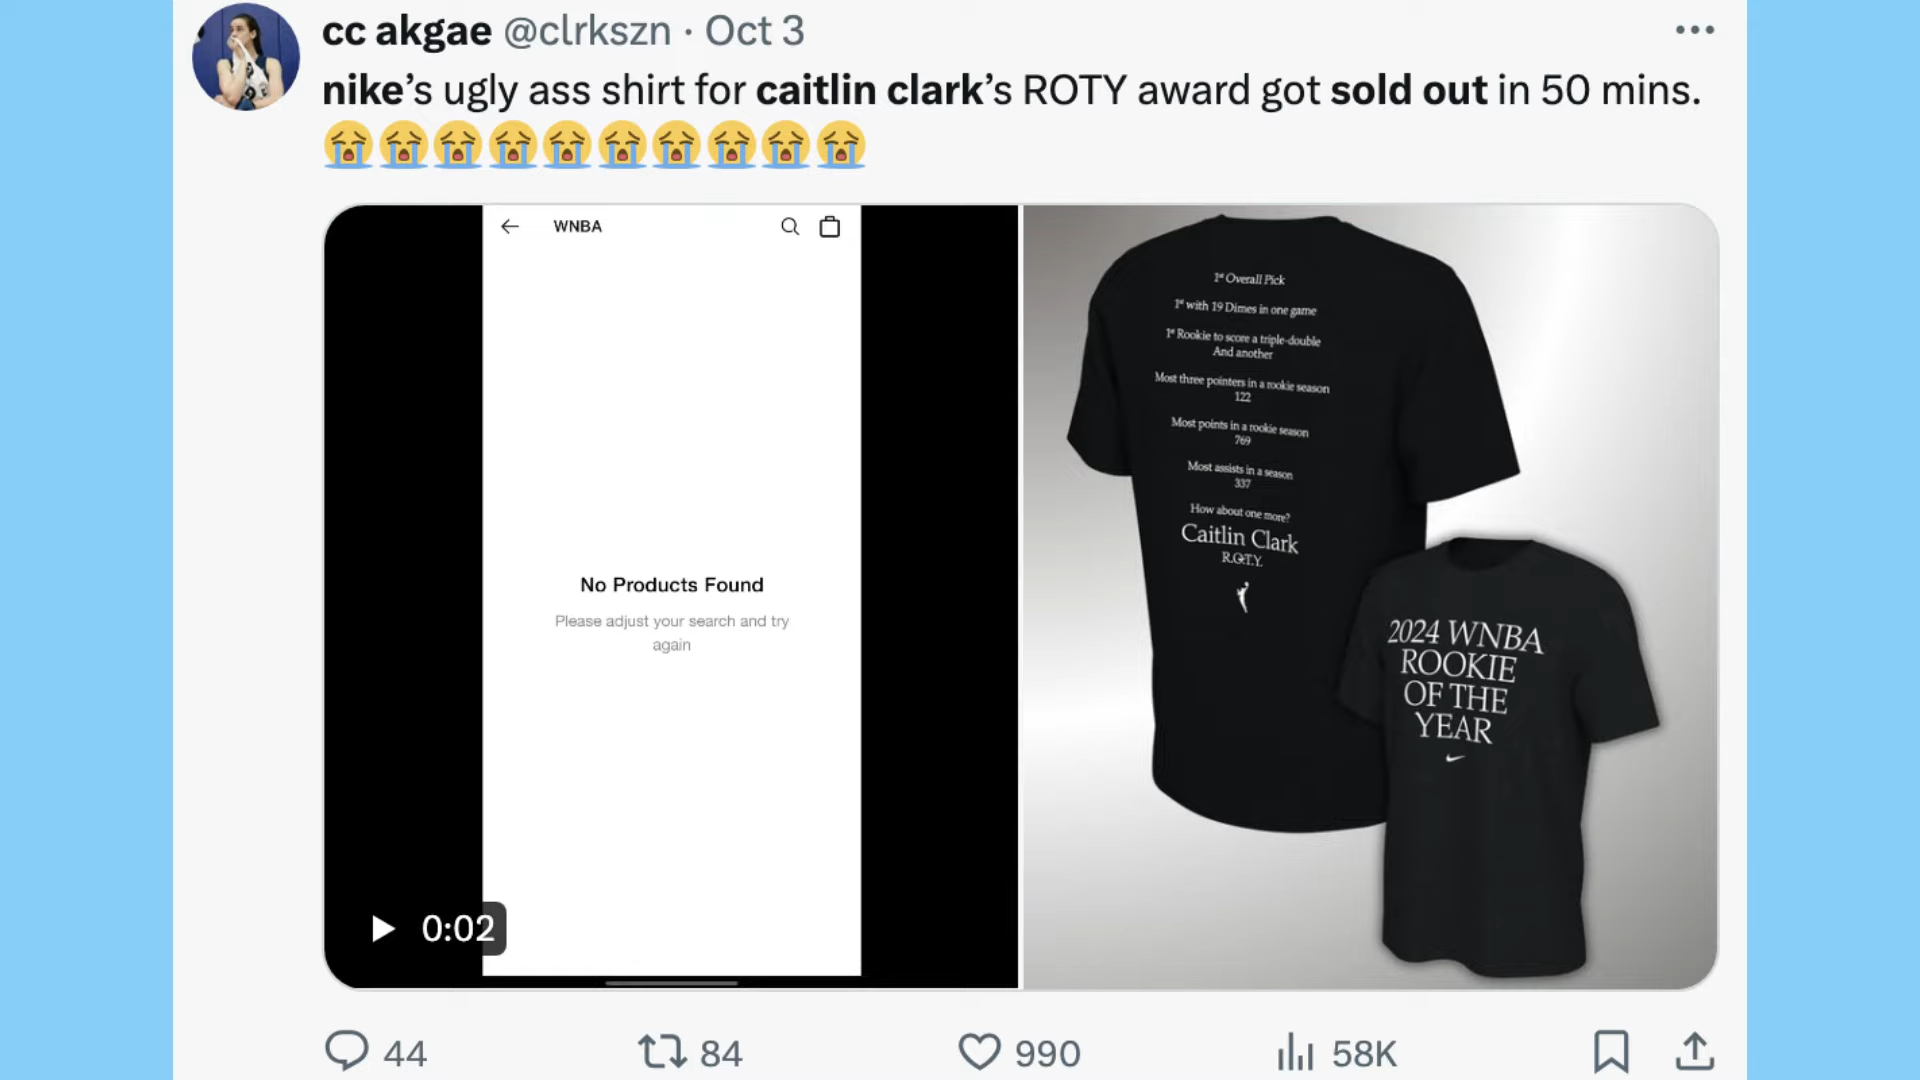 cc akgae @clrkszn · Oct 3
nike’s ugly ass shirt for caitlin clark’s ROTY award got sold out in 50 mins.
😭😭😭😭😭😭😭😭😭😭
WNBA
No Products Found
Please adjust your search and try
again
0:02
1st Overall Pick
1st with 19 Dimes in one game
1st Rookie to score a triple-double
And another
Most three pointers in a rookie season
122
Most points in a rookie season
769
Most assists in a season
337
How about one more?
Caitlin Clark
R.O.T.Y.
2024 WNBA
ROOKIE
OF THE
YEAR
44
84
990
58K